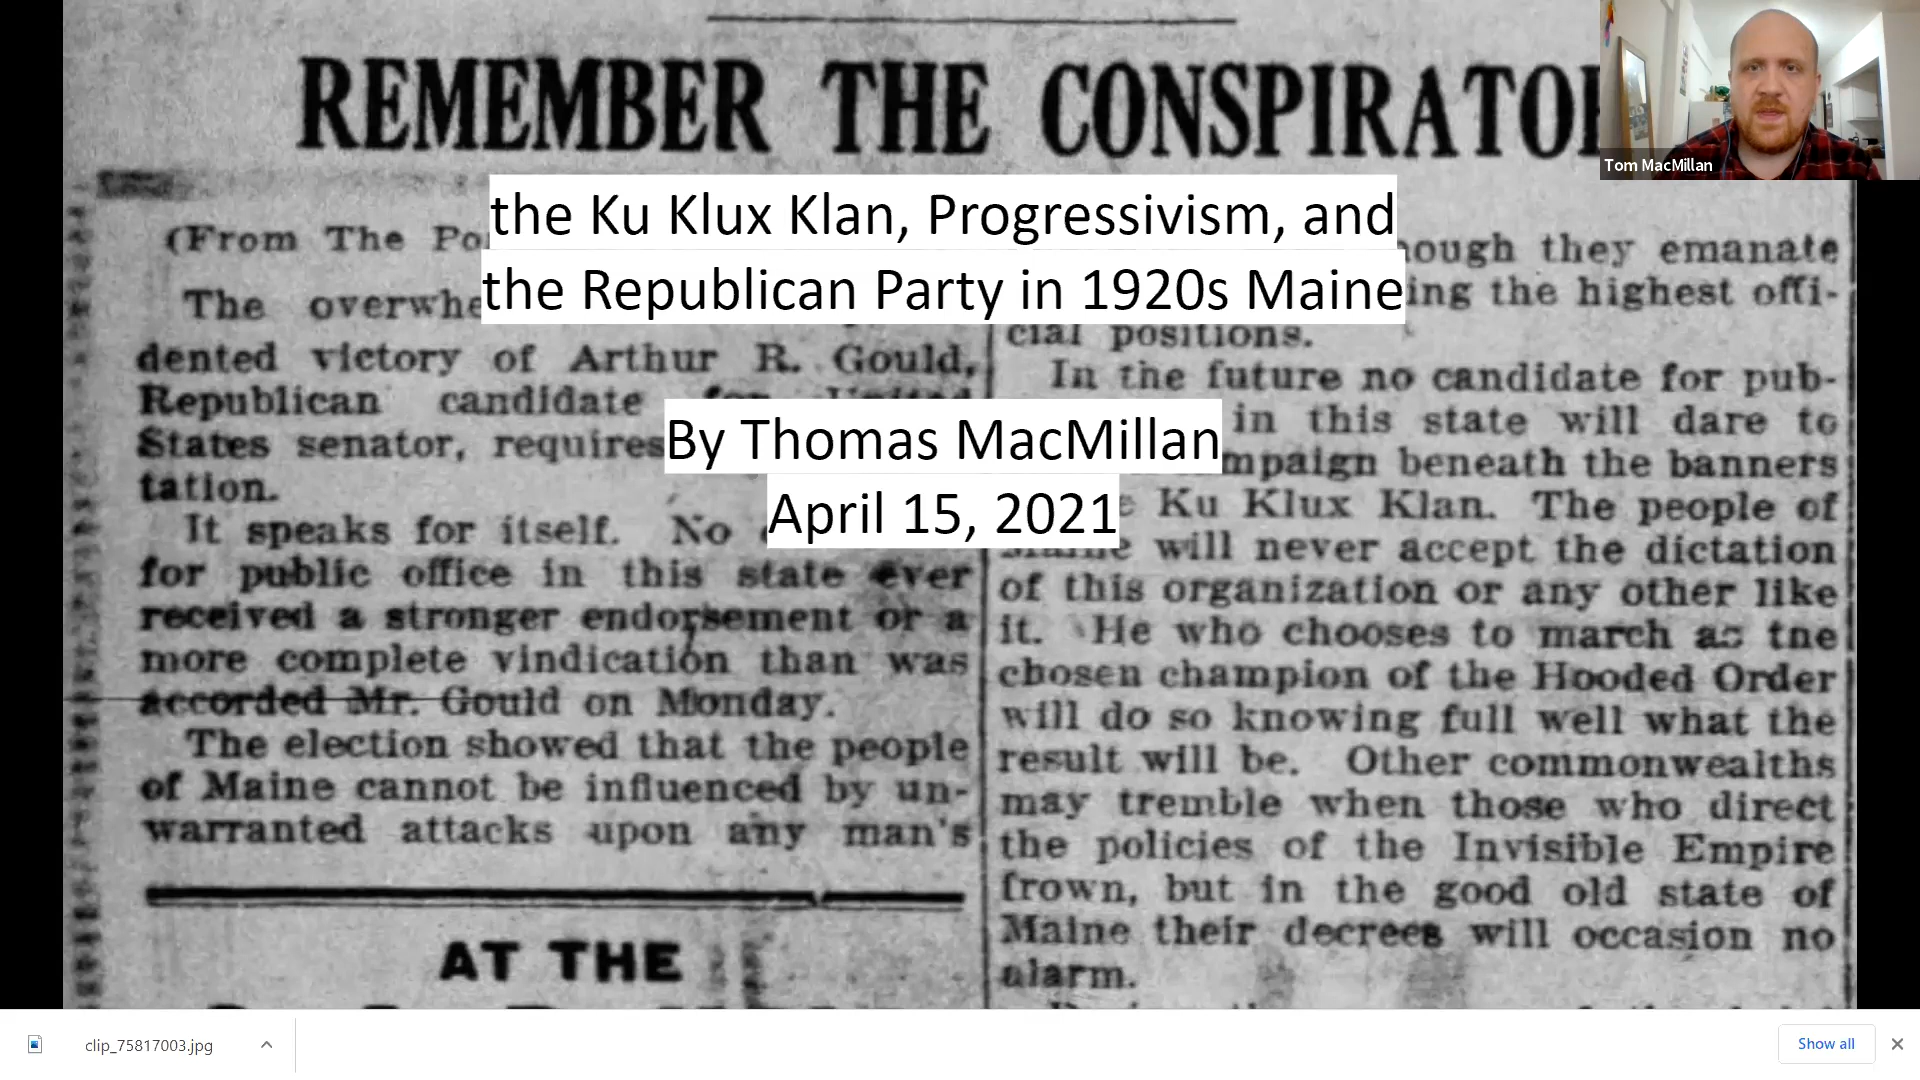 REMEMBER THE CONSPIRATO
Tom MacMillan
the Ku Klux Klan, Progressivism, and
the Republican Party in 1920s Maine
By Thomas MacMillan
April 15, 2021
(From The Po
The overwhe
dented victory of Arthur R. Gould,
Republican candidate for United
States senator, requires
tation.
It speaks for itself. No
for public office in this state ever
received a stronger endorsement or a
more complete vindication than was
accorded Mr. Gould on Monday.
The election showed that the people
of Maine cannot be influenced by un-
warranted attacks upon any man's
AT THE
ough they emanate
ing the highest offi-
cial positions.
In the future no candidate for pub-
in this state will dare to
mpaign beneath the banners
e Ku Klux Klan. The people of
Maine will never accept the dictation
of this organization or any other like
it. He who chooses to march as the
chosen champion of the Hooded Order
will do so knowing full well what the
result will be. Other commonwealths
may tremble when those who direct
the policies of the Invisible Empire
frown, but in the good old state of
Maine their decrees will occasion no
alarm.
clip_75817003.jpg
Show all